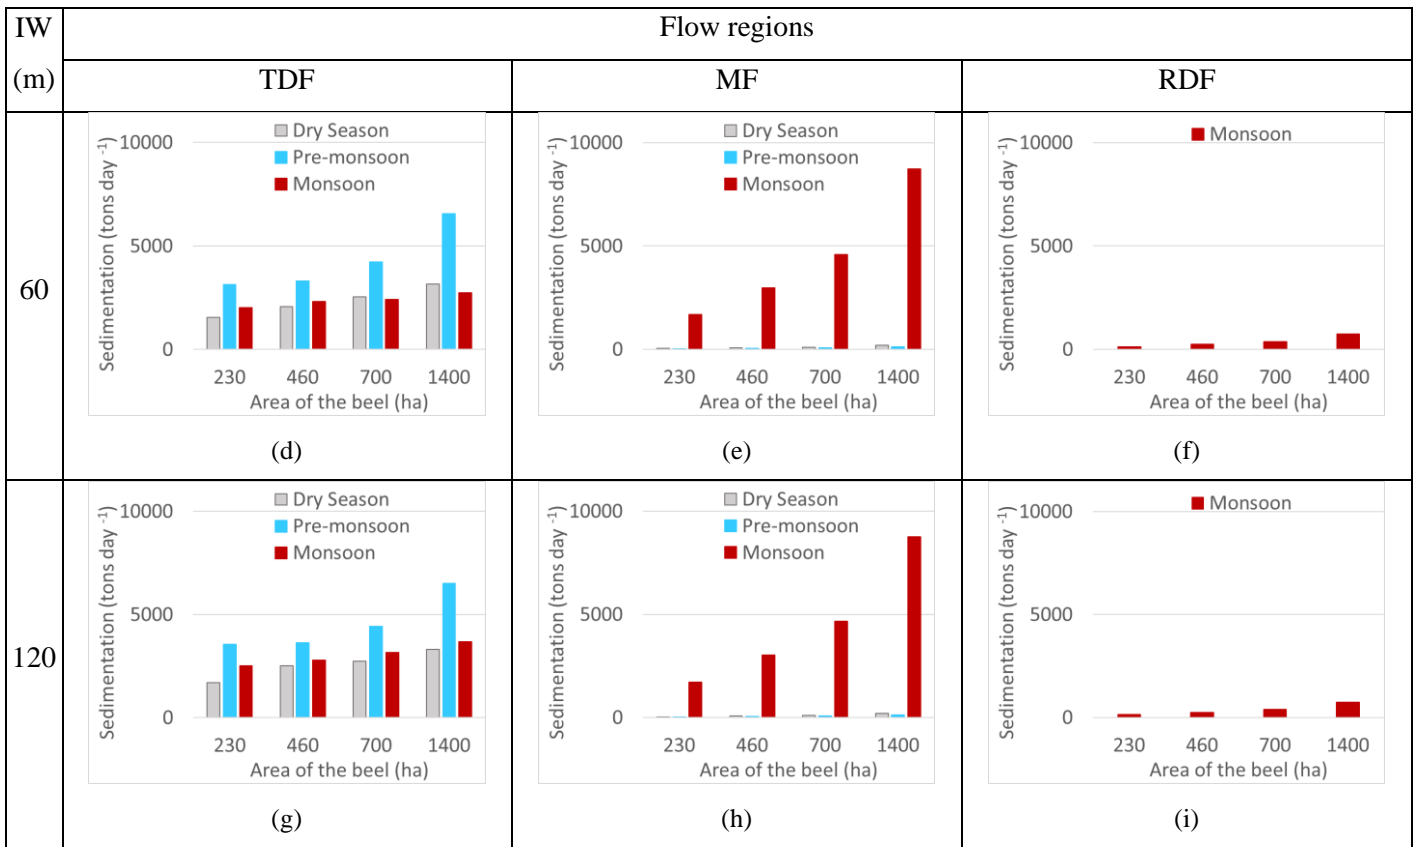 IW
(m)
Flow regions
TDF
MF
RDF
60
Sedimentation (tons day -1)
10000
5000
0
Dry Season
Pre-monsoon
Monsoon
230 460 700 1400
Area of the beel (ha)
(d)
Sedimentation (tons day -1)
10000
5000
0
Dry Season
Pre-monsoon
Monsoon
230 460 700 1400
Area of the beel (ha)
(e)
Sedimentation (tons day -1)
10000
5000
0
Monsoon
230 460 700 1400
Area of the beel (ha)
(f)
120
Sedimentation (tons day -1)
10000
5000
0
Dry Season
Pre-monsoon
Monsoon
230 460 700 1400
Area of the beel (ha)
(g)
Sedimentation (tons day -1)
10000
5000
0
Dry Season
Pre-monsoon
Monsoon
230 460 700 1400
Area of the beel (ha)
(h)
Sedimentation (tons day -1)
10000
5000
0
Monsoon
230 460 700 1400
Area of the beel (ha)
(i)